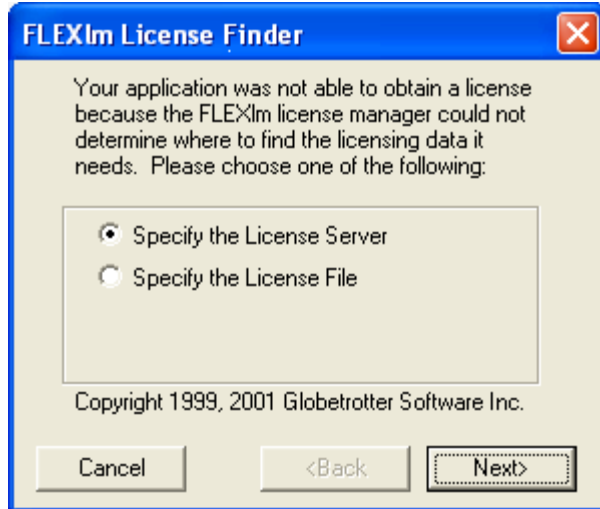 FLEXlm License Finder
Your application was not able to obtain a license
because the FLEXlm license manager could not
determine where to find the licensing data it
needs.  Please choose one of the following:
Specify the License Server
Specify the License File
Copyright 1999, 2001 Globetrotter Software Inc.
Cancel
<Back
Next>